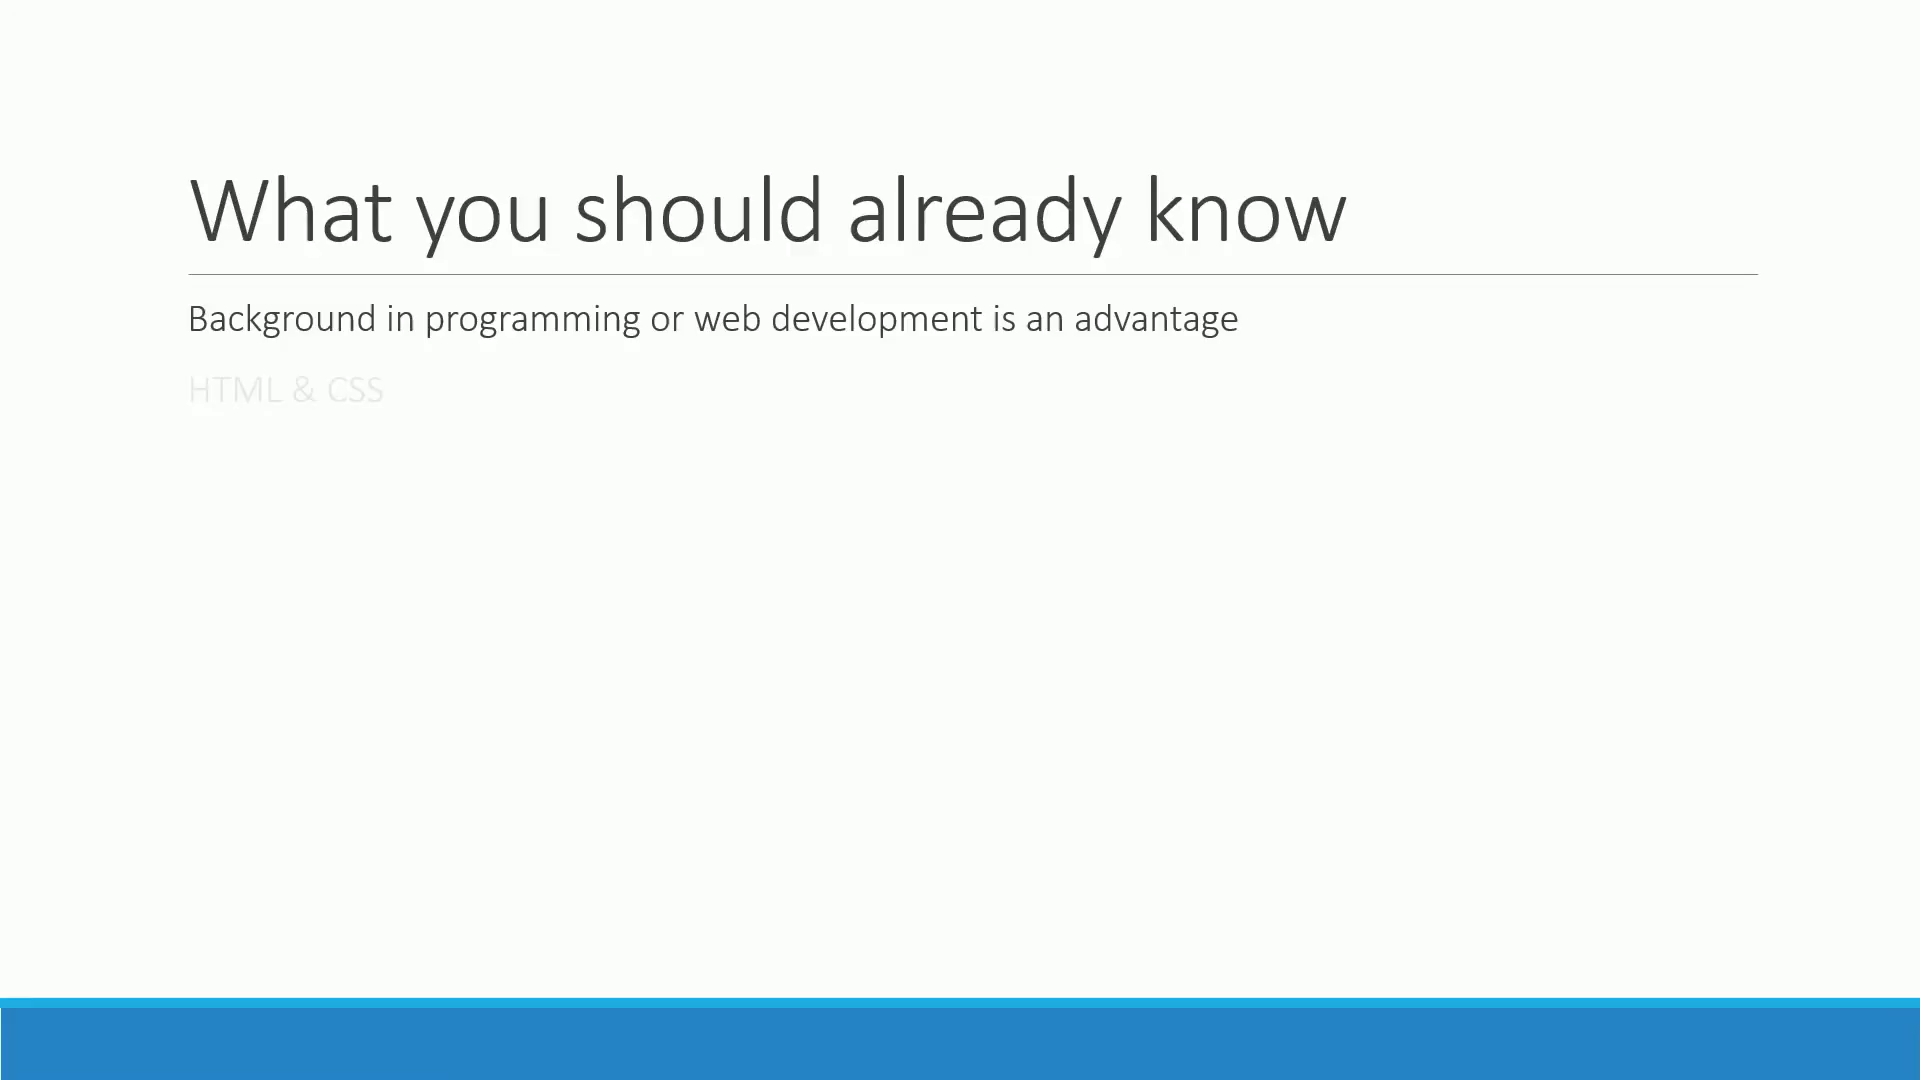 What you should already know
Background in programming or web development is an advantage
HTML & CSS